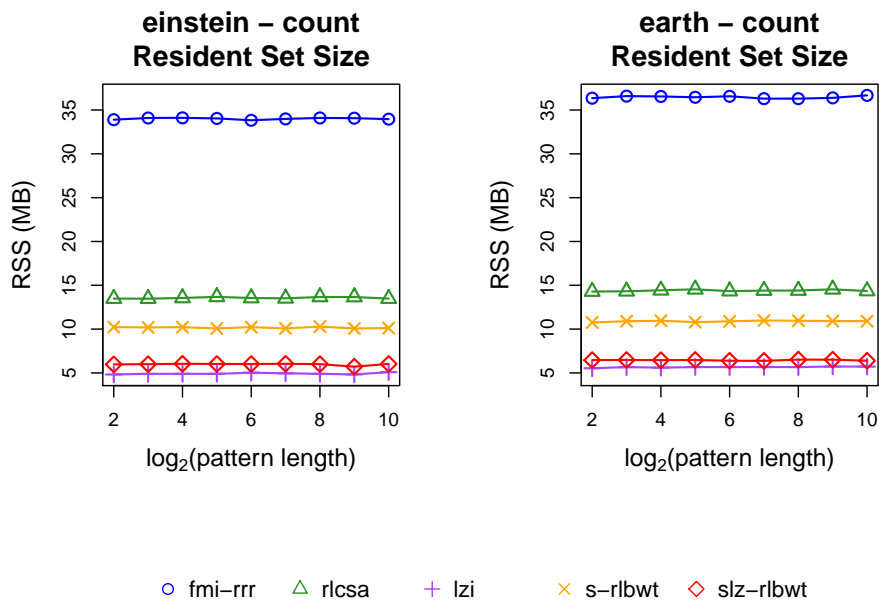 einstein – count
Resident Set Size
RSS (MB)
35
30
25
20
15
10
5
2 4 6 8 10
log₂(pattern length)
earth – count
Resident Set Size
RSS (MB)
35
30
25
20
15
10
5
2 4 6 8 10
log₂(pattern length)
fmi–rrr rlcsa lzi s–rlbwt slz–rlbwt